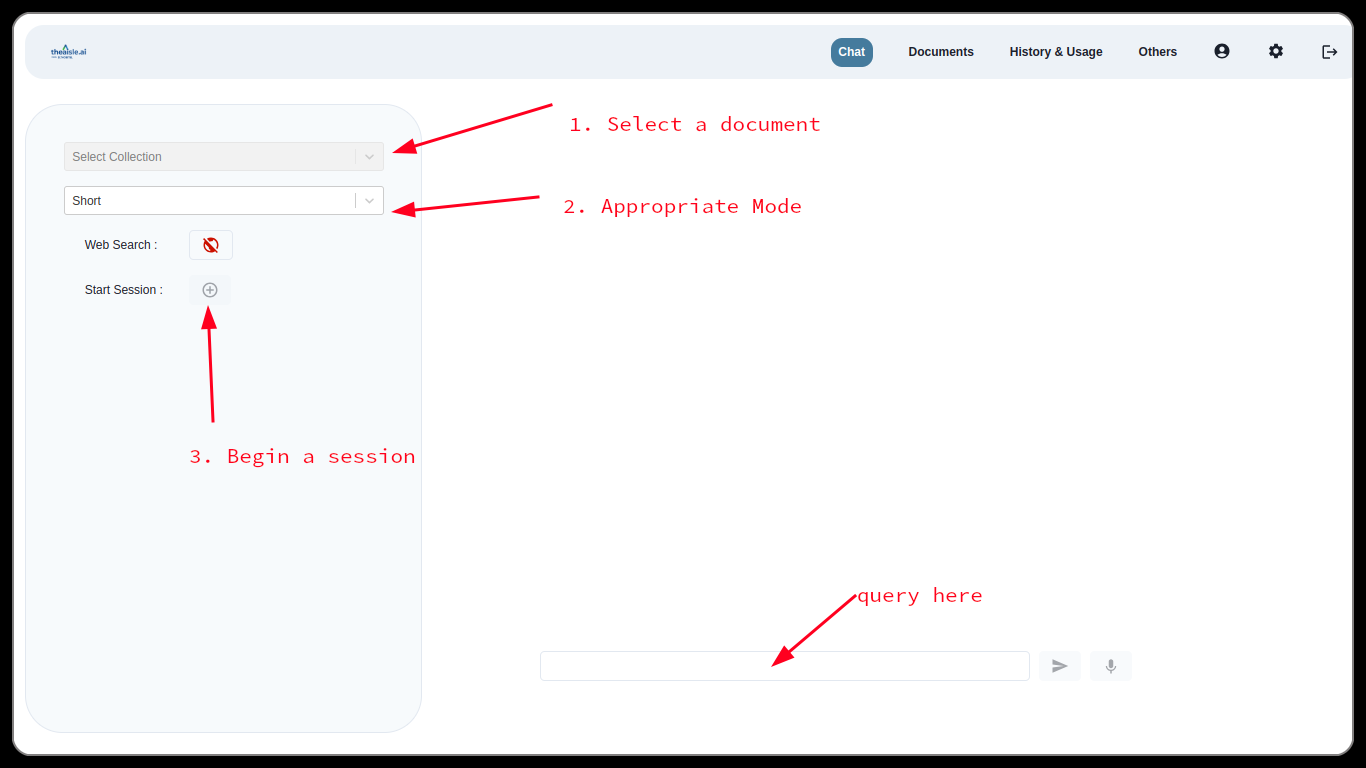 theaisle.ai
Chat
Documents
History & Usage
Others
Select Collection
1. Select a document
Short
2. Appropriate Mode
Web Search :
Start Session :
3. Begin a session
query here